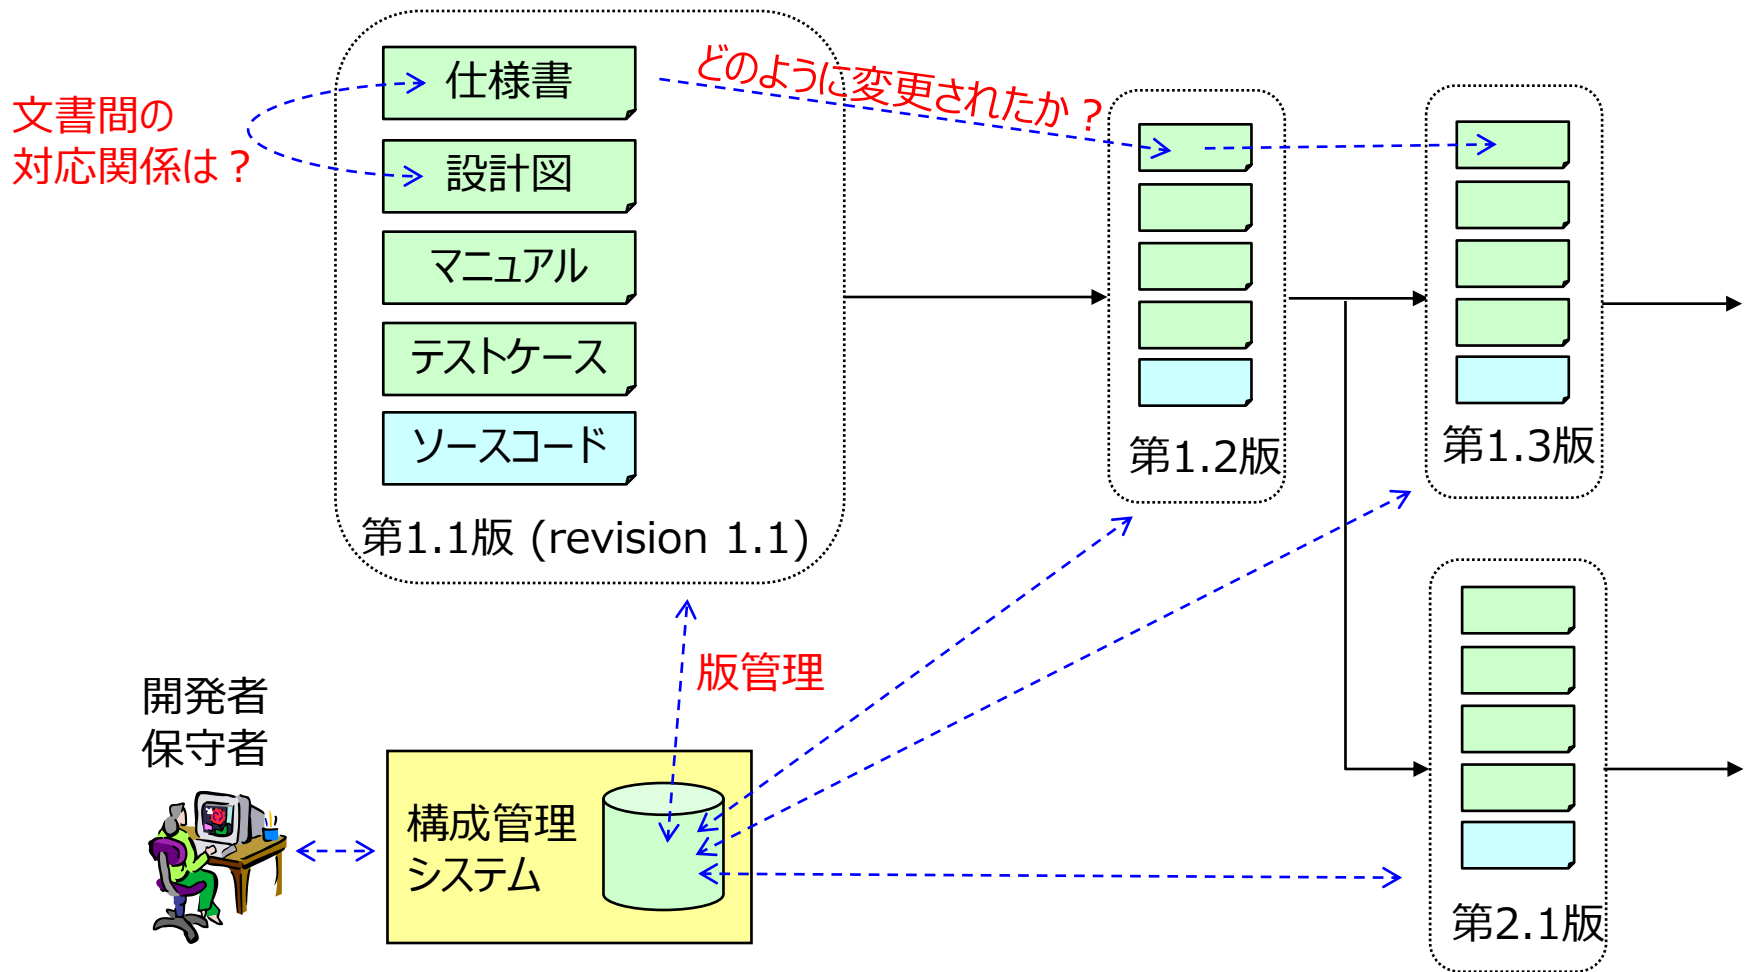 文書間の
対応関係は？
仕様書
設計図
マニュアル
テストケース
ソースコード
第1.1版 (revision 1.1)
どのように変更されたか？
第1.2版
第1.3版
版管理
開発者
保守者
構成管理
システム
第2.1版